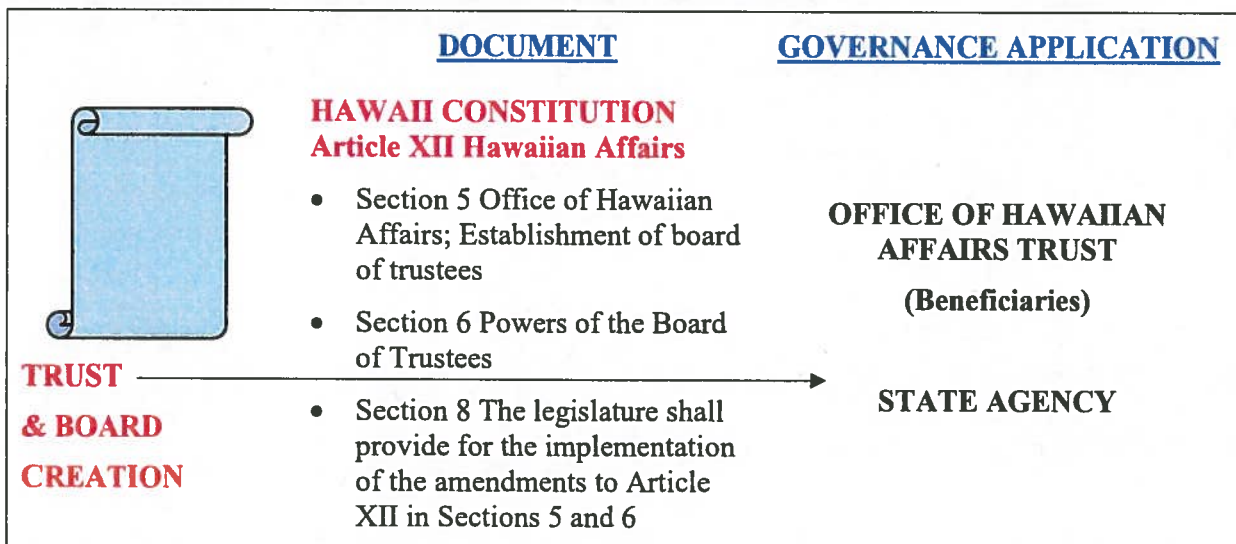 DOCUMENT
GOVERNANCE APPLICATION
HAWAII CONSTITUTION
Article XII Hawaiian Affairs
• Section 5 Office of Hawaiian
Affairs; Establishment of board
of trustees
• Section 6 Powers of the Board
of Trustees
• Section 8 The legislature shall
provide for the implementation
of the amendments to Article
XII in Sections 5 and 6
TRUST
& BOARD
CREATION
OFFICE OF HAWAIIAN
AFFAIRS TRUST
(Beneficiaries)
STATE AGENCY